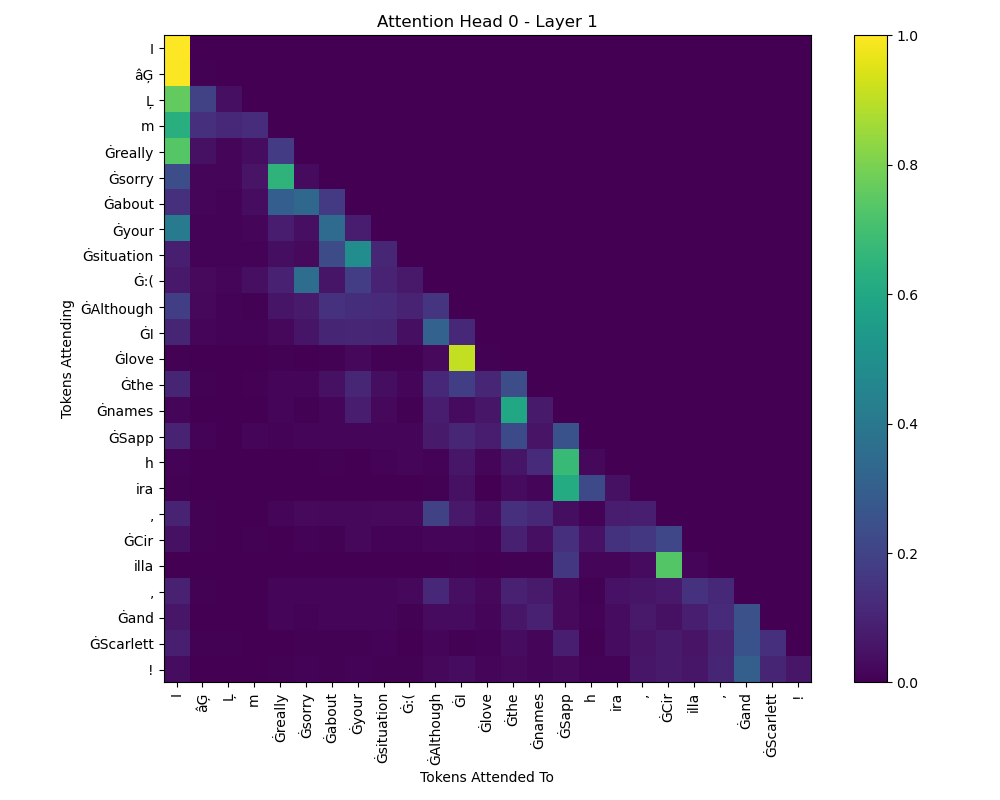 Attention Head 0 - Layer 1
Tokens Attending
I
âĢ
Ļ
m
Ġreally
Ġsorry
Ġabout
Ġyour
Ġsituation
Ġ:(
ĠAlthough
ĠI
Ġlove
Ġthe
Ġnames
ĠSapp
h
ira
,
ĠCir
illa
,
Ġand
ĠScarlett
!
I
âĢ
Ļ
m
Ġreally
Ġsorry
Ġabout
Ġyour
Ġsituation
Ġ:(
ĠAlthough
ĠI
Ġlove
Ġthe
Ġnames
ĠSapp
h
ira
,
ĠCir
illa
,
Ġand
ĠScarlett
!
Tokens Attended To
1.0
0.8
0.6
0.4
0.2
0.0